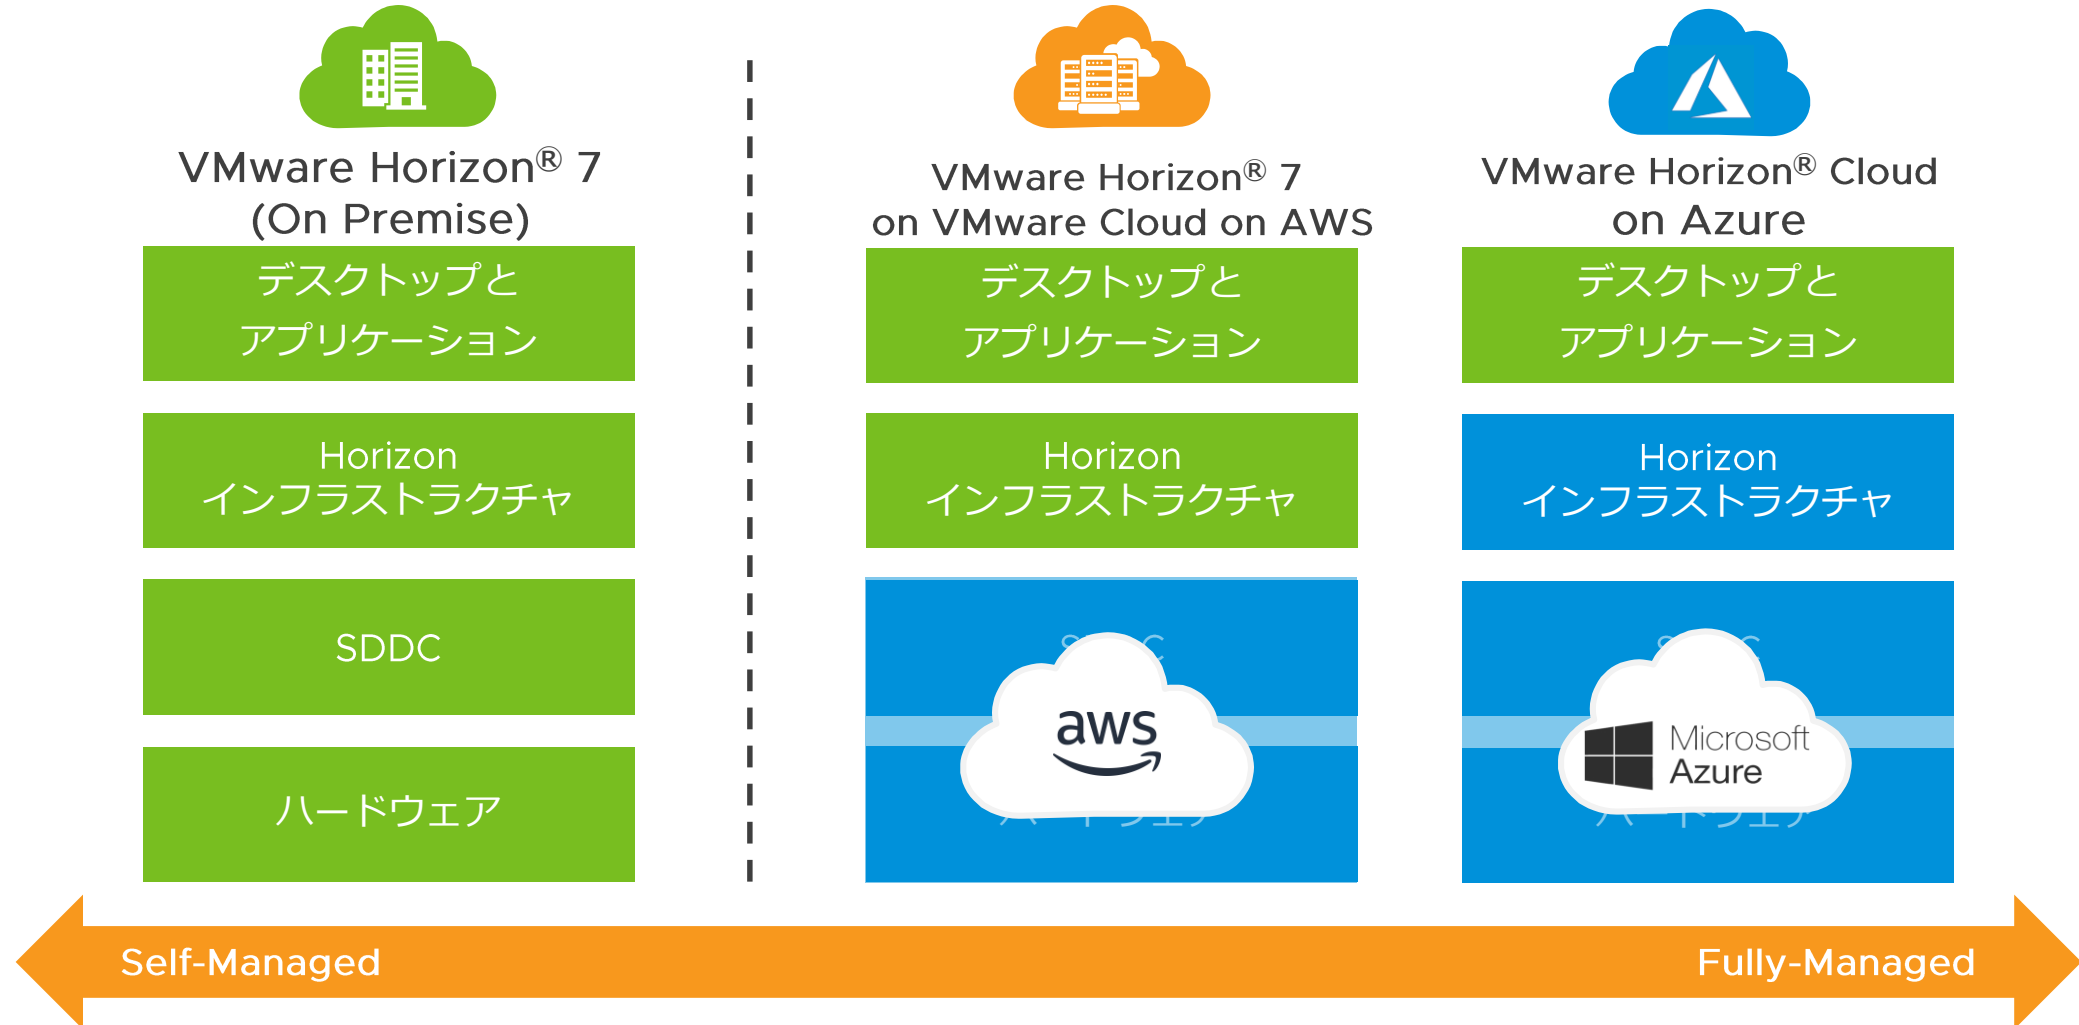 VMware Horizon® 7
(On Premise)
デスクトップと
アプリケーション
Horizon
インフラストラクチャ
SDDC
ハードウェア
VMware Horizon® 7
on VMware Cloud on AWS
デスクトップと
アプリケーション
Horizon
インフラストラクチャ
aws
VMware Horizon® Cloud
on Azure
デスクトップと
アプリケーション
Horizon
インフラストラクチャ
Microsoft
Azure
Self-Managed
Fully-Managed